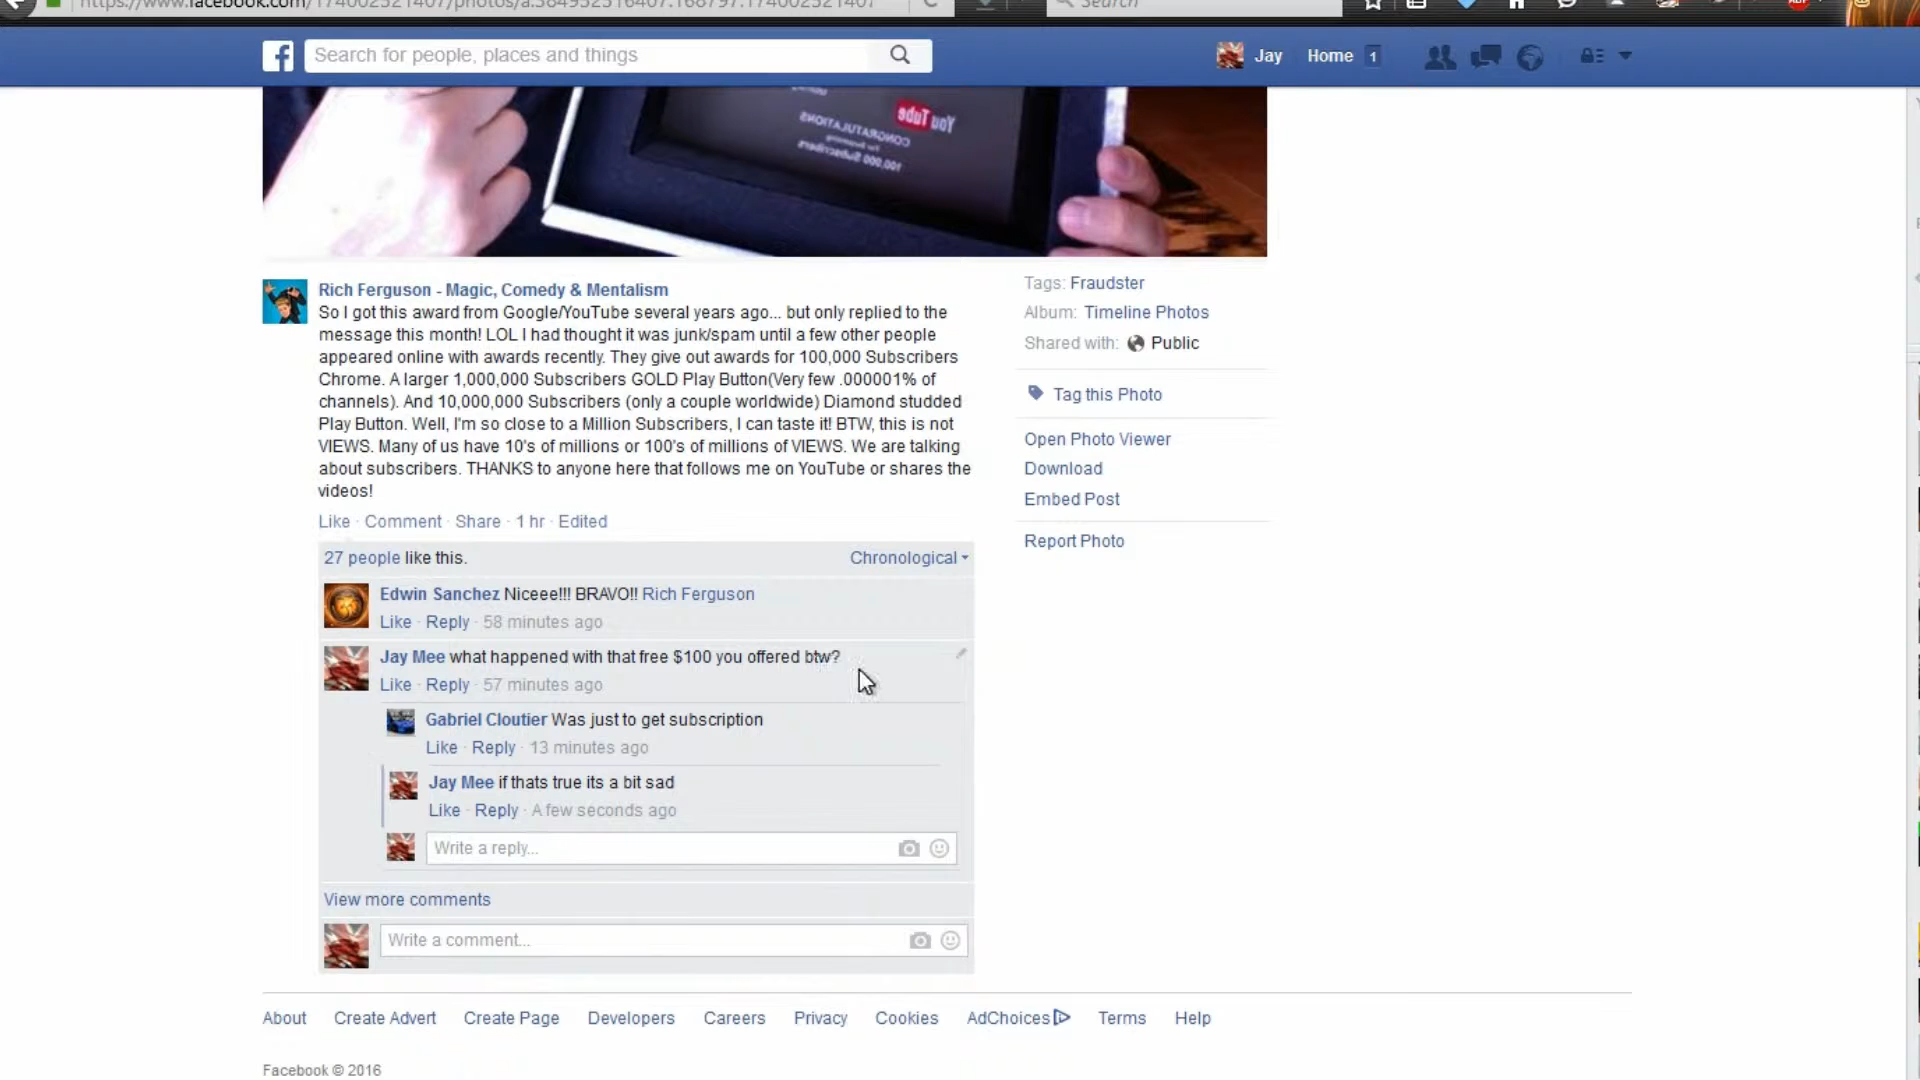 Search
Search for people, places and things
Jay
Home 1
You Tube
CONGRATULATIONS
100,000 Subscribers
Rich Ferguson - Magic, Comedy & Mentalism
So I got this award from Google/YouTube several years ago... but only replied to the
message this month! LOL I had thought it was junk/spam until a few other people
appeared online with awards recently. They give out awards for 100,000 Subscribers
Chrome. A larger 1,000,000 Subscribers GOLD Play Button(Very few .000001% of
channels). And 10,000,000 Subscribers (only a couple worldwide) Diamond studded
Play Button. Well, I'm so close to a Million Subscribers, I can taste it! BTW, this is not
VIEWS. Many of us have 10's of millions or 100's of millions of VIEWS. We are talking
about subscribers. THANKS to anyone here that follows me on YouTube or shares the
videos!
Like · Comment · Share · 1 hr · Edited
27 people like this.
Chronological
Edwin Sanchez Niceee!!! BRAVO!! Rich Ferguson
Like · Reply · 58 minutes ago
Jay Mee what happened with that free $100 you offered btw?
Like · Reply · 57 minutes ago
Gabriel Cloutier Was just to get subscription
Like · Reply · 13 minutes ago
Jay Mee if thats true its a bit sad
Like · Reply · A few seconds ago
Write a reply...
View more comments
Write a comment...
Tags: Fraudster
Album: Timeline Photos
Shared with: Public
Tag this Photo
Open Photo Viewer
Download
Embed Post
Report Photo
About Create Advert Create Page Developers Careers Privacy Cookies AdChoices Terms Help
Facebook © 2016